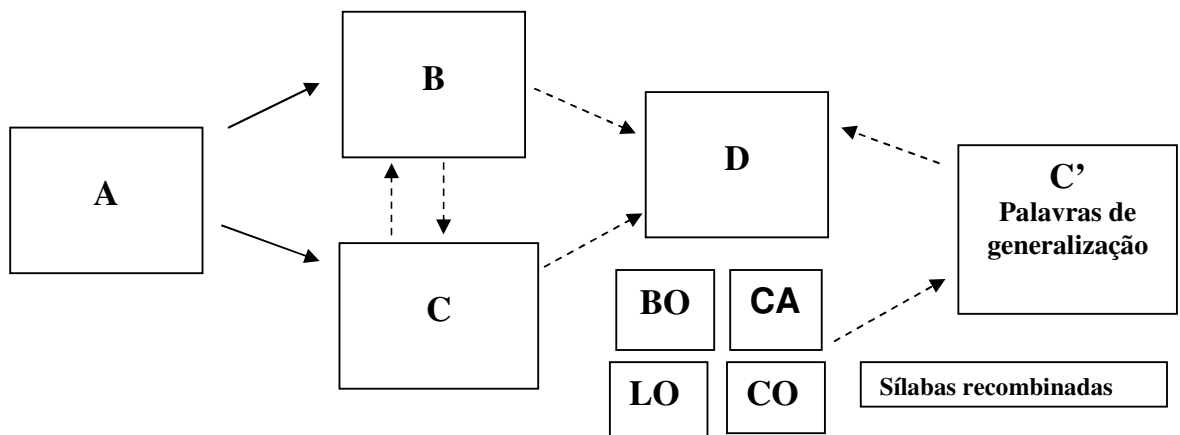 A
B
C
D
C’
Palavras de
generalização
BO
CA
LO
CO
Sílabas recombinadas